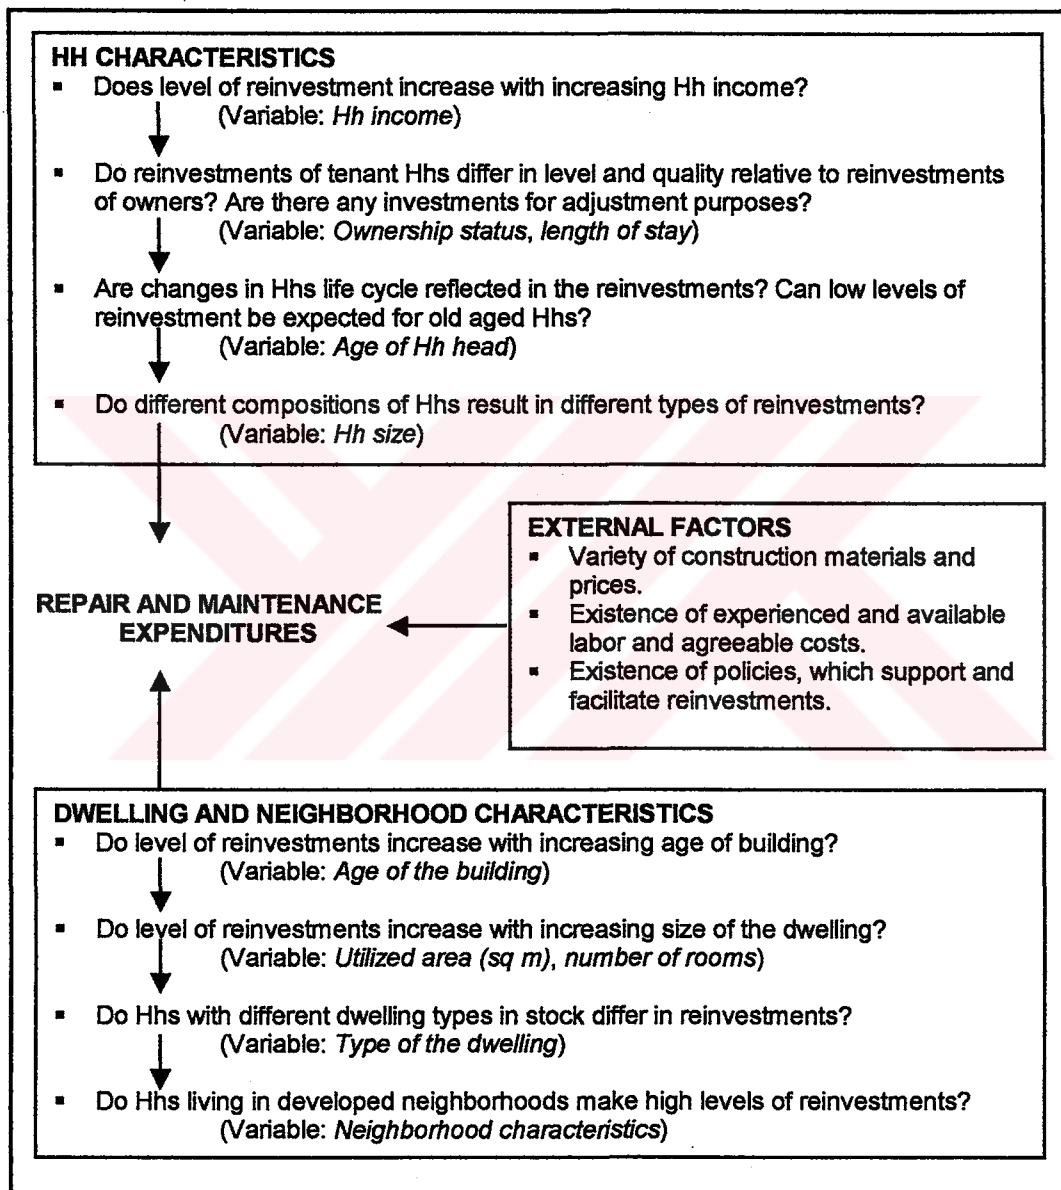 HH CHARACTERISTICS
▪ Does level of reinvestment increase with increasing Hh income?
(Variable: Hh income)
▪ Do reinvestments of tenant Hhs differ in level and quality relative to reinvestments
of owners? Are there any investments for adjustment purposes?
(Variable: Ownership status, length of stay)
▪ Are changes in Hhs life cycle reflected in the reinvestments? Can low levels of
reinvestment be expected for old aged Hhs?
(Variable: Age of Hh head)
▪ Do different compositions of Hhs result in different types of reinvestments?
(Variable: Hh size)
EXTERNAL FACTORS
▪ Variety of construction materials and
prices.
▪ Existence of experienced and available
labor and agreeable costs.
▪ Existence of policies, which support and
facilitate reinvestments.
REPAIR AND MAINTENANCE
EXPENDITURES
DWELLING AND NEIGHBORHOOD CHARACTERISTICS
▪ Do level of reinvestments increase with increasing age of building?
(Variable: Age of the building)
▪ Do level of reinvestments increase with increasing size of the dwelling?
(Variable: Utilized area (sq m), number of rooms)
▪ Do Hhs with different dwelling types in stock differ in reinvestments?
(Variable: Type of the dwelling)
▪ Do Hhs living in developed neighborhoods make high levels of reinvestments?
(Variable: Neighborhood characteristics)